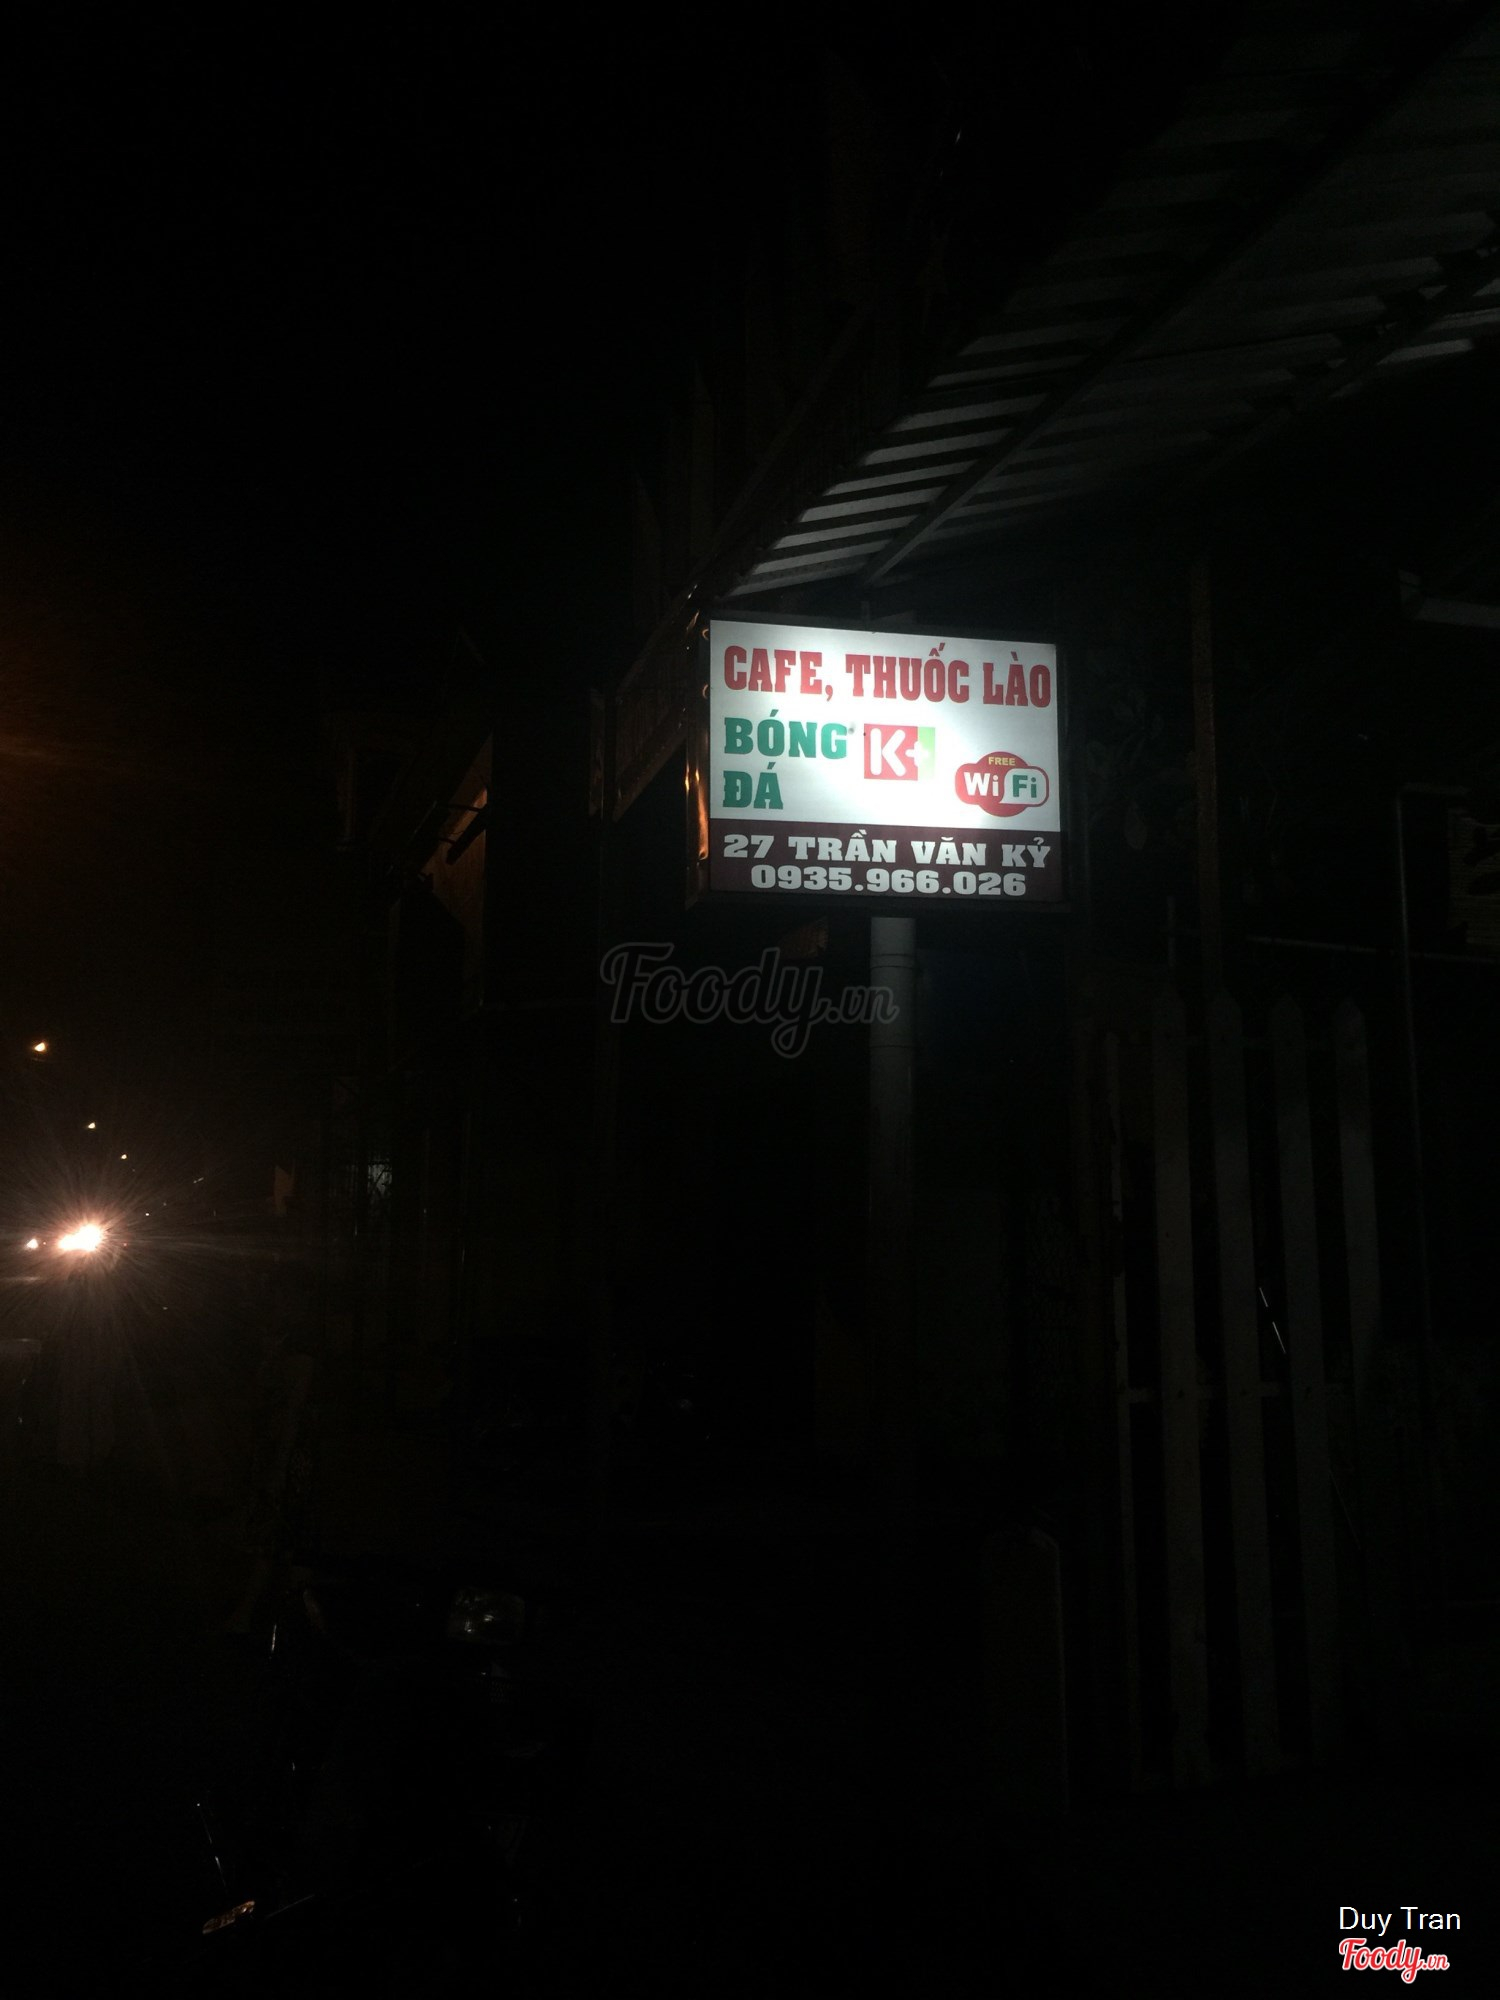 CAFE, THUỐC LÀO
BÓNG K+
ĐÁ
FREE
WiFi
27 TRẦN VĂN KỶ
0935.966.026
Foody.vn
Duy Tran
Foody.vn